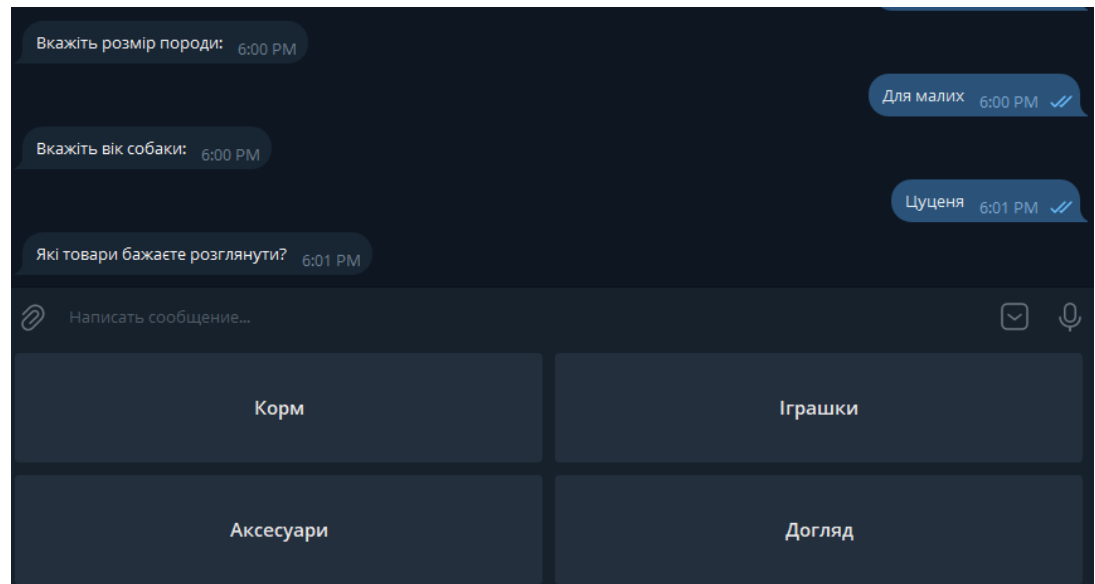 Вкажіть розмір породи: 6:00 PM
Для малих 6:00 PM
Вкажіть вік собаки: 6:00 PM
Цуценя 6:01 PM
Які товари бажаєте розглянути? 6:01 PM
Написать сообщение...
Корм Іграшки
Аксесуари Догляд